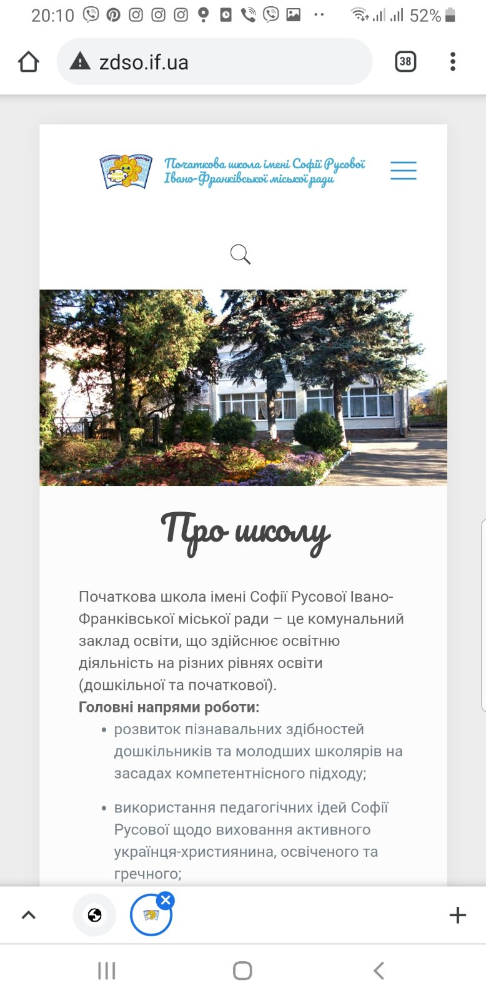 20:10
52%
zdso.if.ua
38
Початкова школа імені Софії Русової
Івано-Франківської міської ради
Про школу
Початкова школа імені Софії Русової Івано-
Франківської міської ради – це комунальний
заклад освіти, що здійснює освітню
діяльність на різних рівнях освіти
(дошкільної та початкової).
Головні напрями роботи:
• розвиток пізнавальних здібностей
дошкільників та молодших школярів на
засадах компетентнісного підходу;
• використання педагогічних ідей Софії
Русової щодо виховання активного
українця-християнина, освіченого та
гречного;